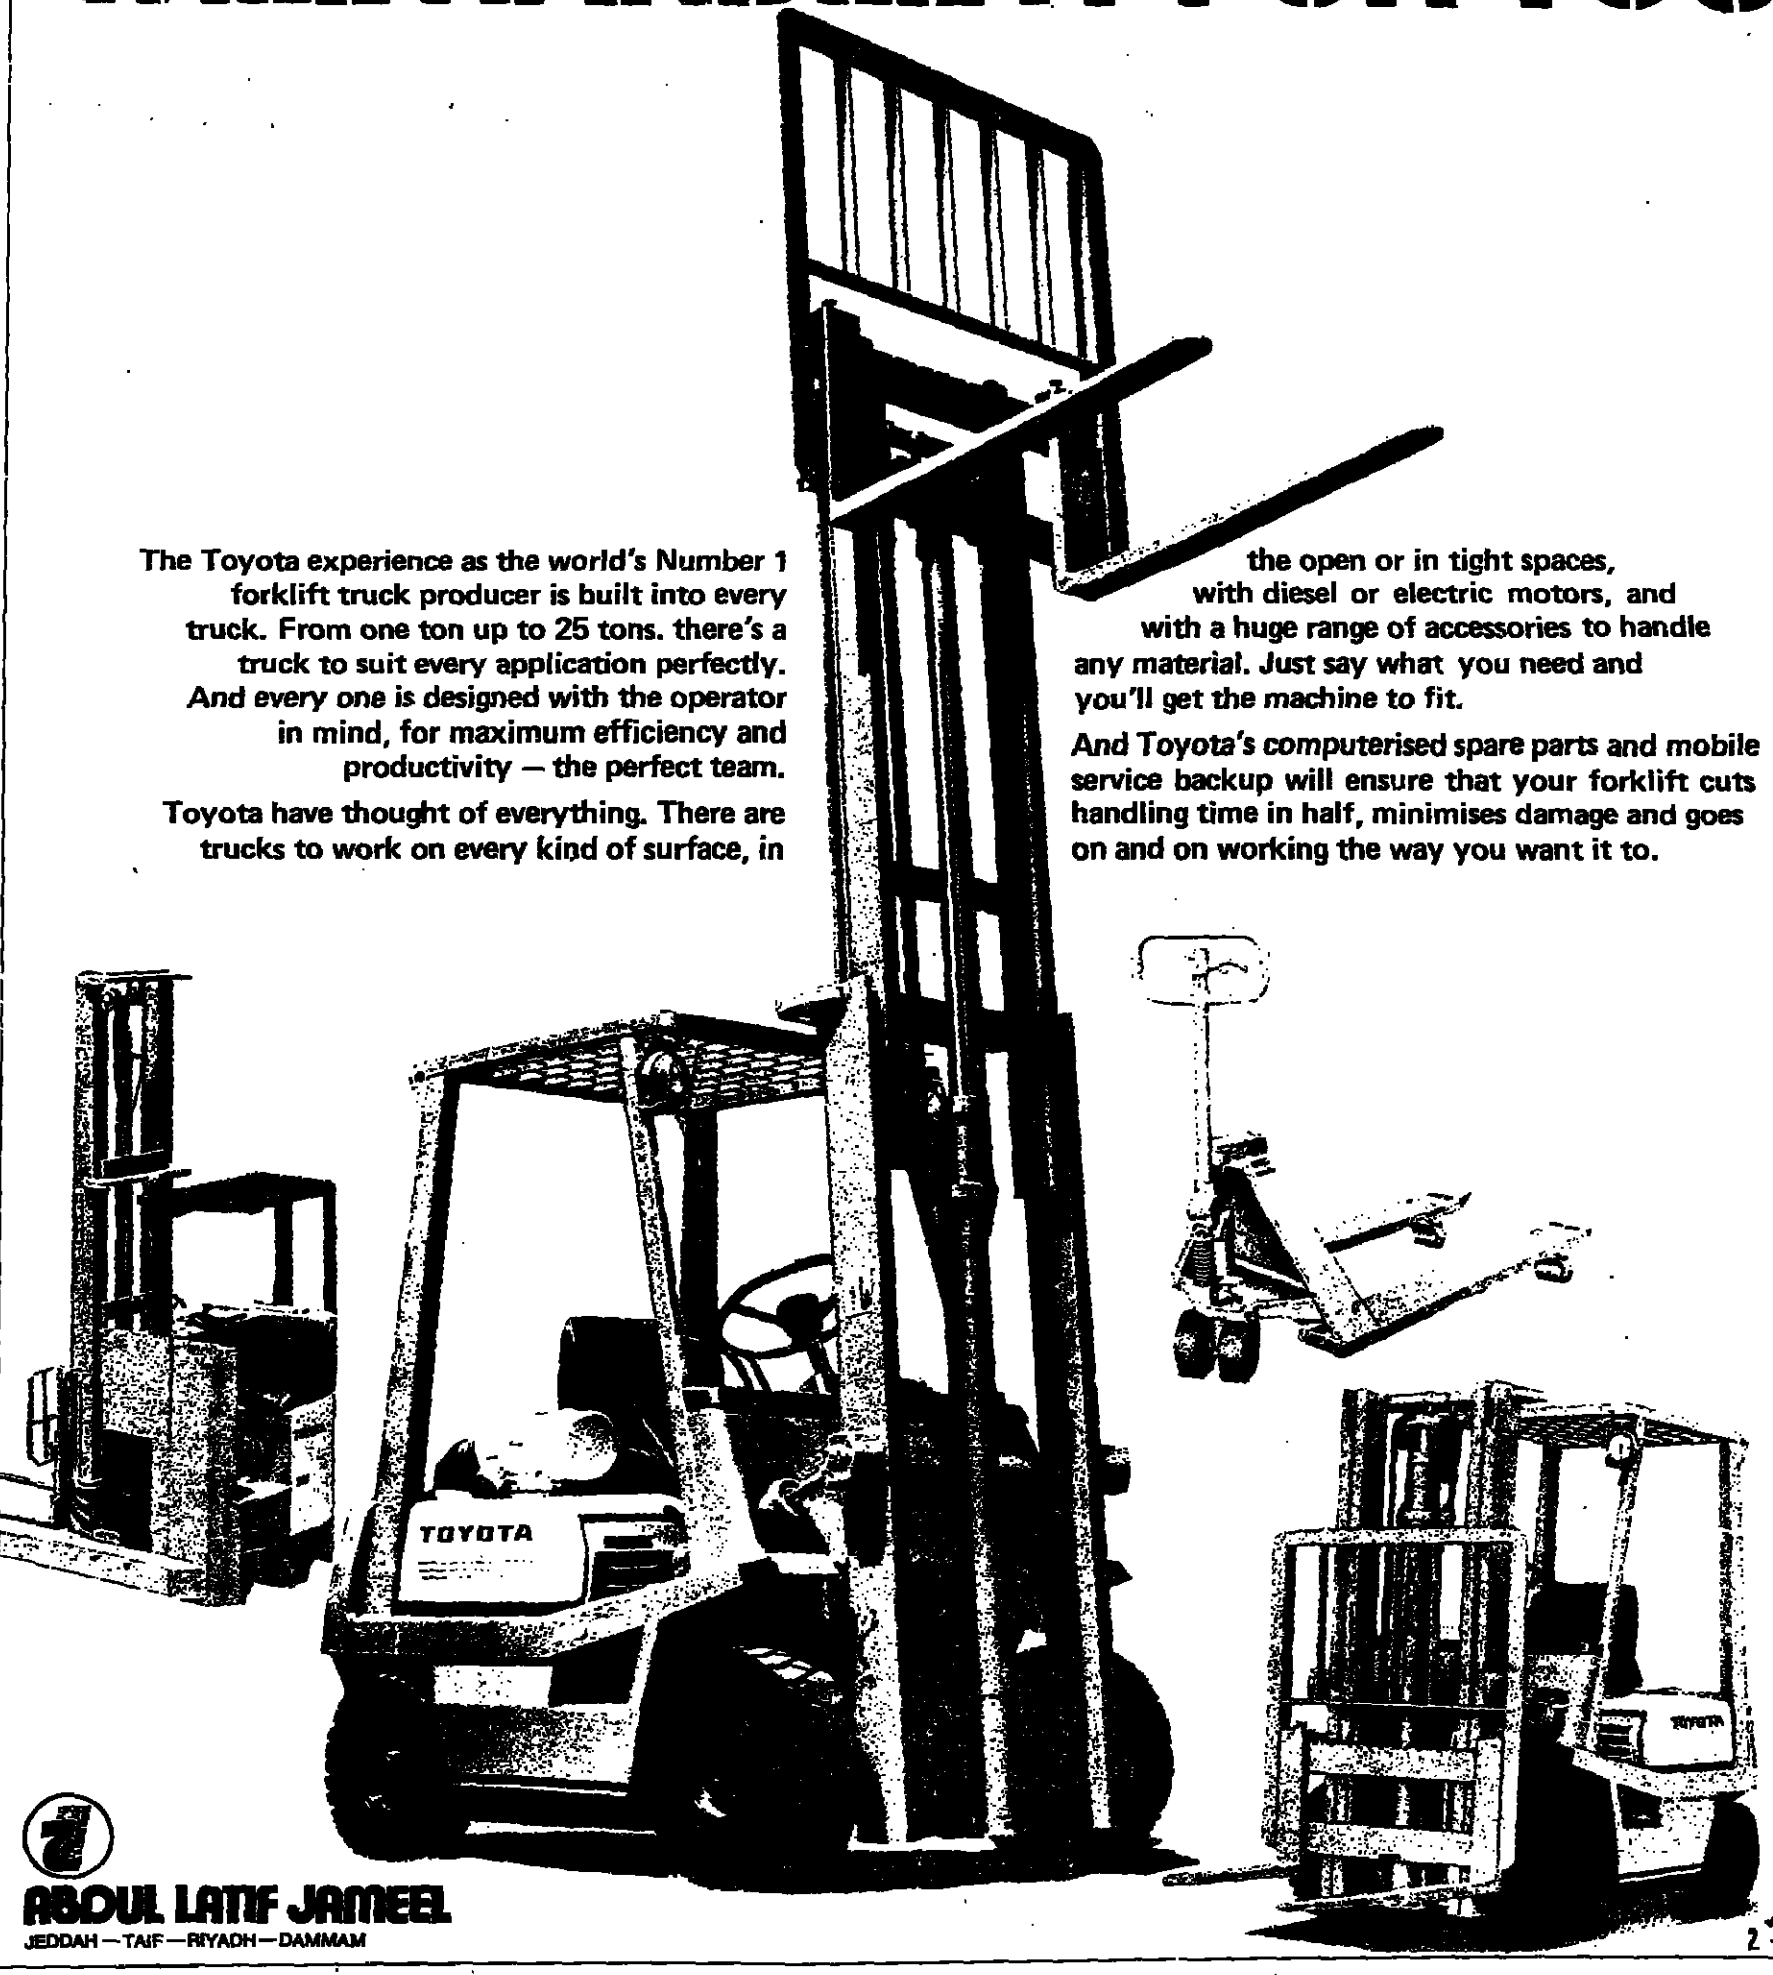 The Toyota experience as the world's Number 1
forklift truck producer is built into every
truck. From one ton up to 25 tons. there's a
truck to suit every application perfectly.
And every one is designed with the operator
in mind, for maximum efficiency and
productivity — the perfect team.
Toyota have thought of everything. There are
trucks to work on every kind of surface, in
the open or in tight spaces,
with diesel or electric motors, and
with a huge range of accessories to handle
any material. Just say what you need and
you'll get the machine to fit.
And Toyota's computerised spare parts and mobile
service backup will ensure that your forklift cuts
handling time in half, minimises damage and goes
on and on working the way you want it to.
TOYOTA
TOYOTA
ABDUL LATIF JAMEEL
JEDDAH — TAIF — RIYADH — DAMMAM
2